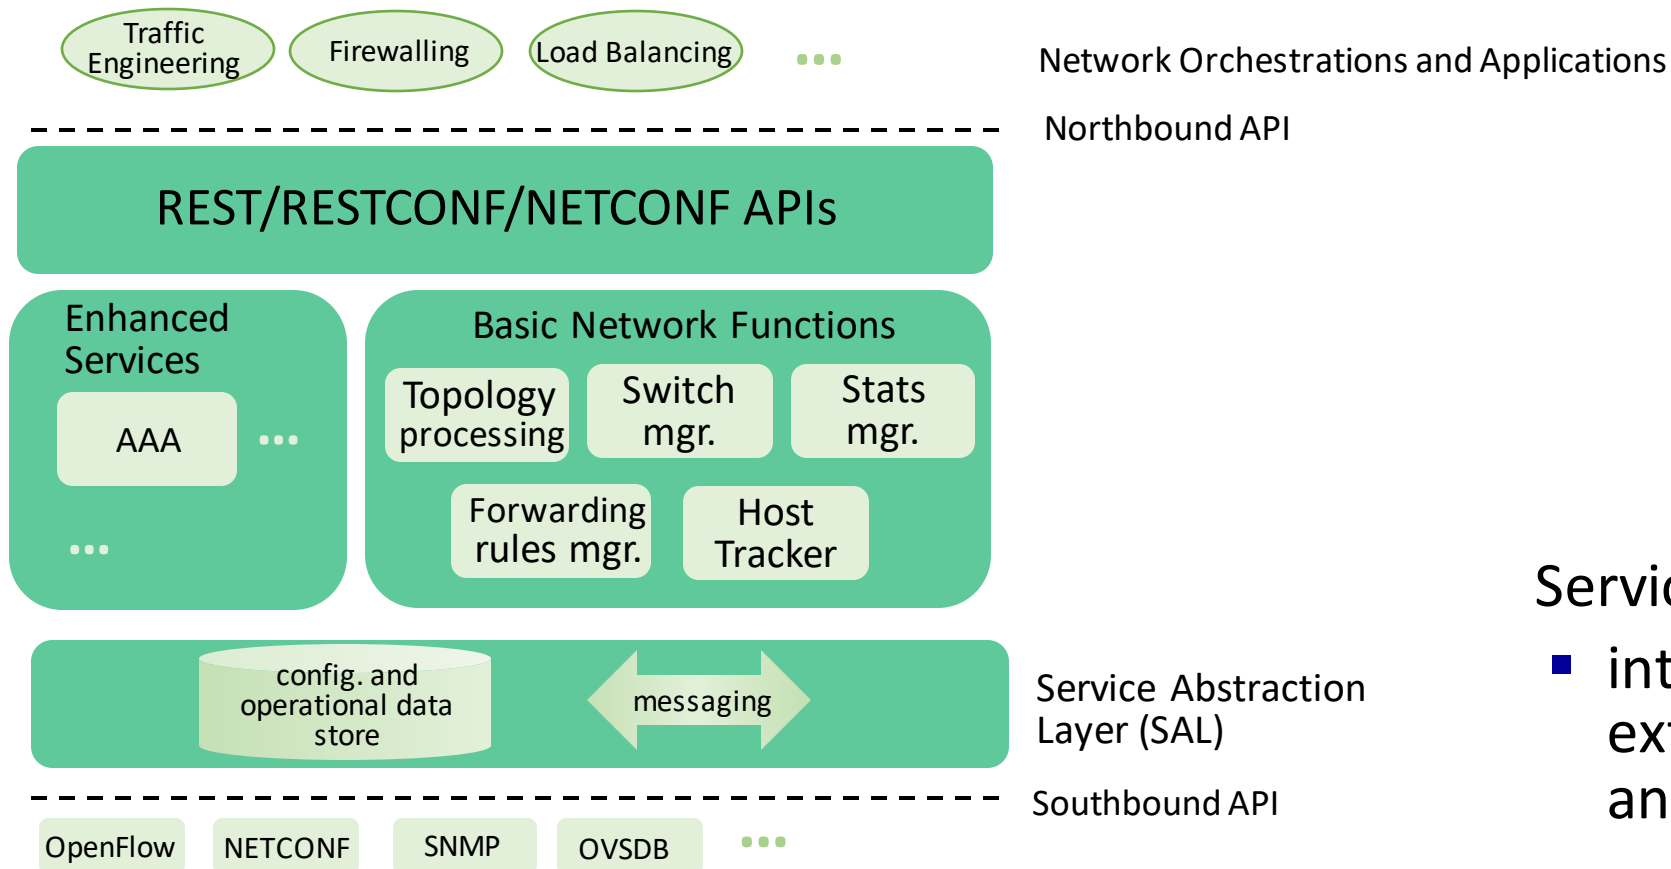 Traffic
Engineering
Firewalling
Load Balancing
...
Network Orchestrations and Applications
Northbound API
REST/RESTCONF/NETCONF APIs
Enhanced
Services
AAA
...
...
Basic Network Functions
Topology
processing
Switch
mgr.
Stats
mgr.
Forwarding
rules mgr.
Host
Tracker
config. and
operational data
store
messaging
Service Abstraction
Layer (SAL)
Southbound API
OpenFlow
NETCONF
SNMP
OVSDB
...